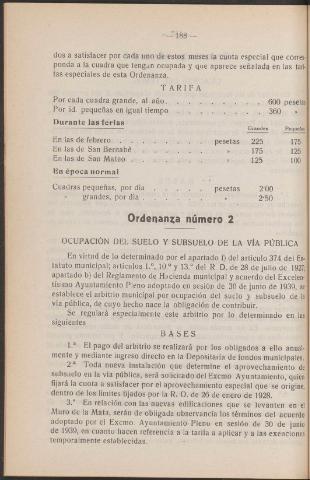 — 188 —
dos a satisfacer por cada uno de estos meses la cuota especial que corres-
ponda a la cuadra que tengan ocupada y que aparece señalada en las tari-
fas especiales de esta Ordenanza.
TARIFA
Por cada cuadra grande, al año . . . . . . . . 600 peseta
Por id. pequeñas en igual tiempo . . . . . . . 360 »
Durante las ferias
Grandes Pequeña
En las de febrero . . . . . . . . pesetas 225 175
En las de San Bernabé . . . . . . . » 175 125
En las de San Mateo . . . . . . . . » 125 100
En época normal
Cuadras pequeñas, por día . . . . . pesetas 2'00
» grandes, por día . . . . . . » 2'50
Ordenanza número 2
OCUPACIÓN DEL SUELO Y SUBSUELO DE LA VÍA PÚBLICA
En virtud de lo determinado por el apartado f) del artículo 374 del Es-
tatuto municipal; artículos 1.º, 10.º y 13.º del R. D. de 28 de julio de 1927,
apartado b) del Reglamento de Hacienda municipal y acuerdo del Excelen-
tísimo Ayuntamiento Pleno adoptado en sesión de 30 de junio de 1939, se
establece el arbitrio municipal por ocupación del suelo y subsuelo de la
vía pública, de cuyo hecho nace la obligación de contribuir.
Se regulará especialmente este arbitrio por lo determinado en las
siguientes
BASES
1.ª El pago del arbitrio se realizará por los obligados a ello anual-
mente y mediante ingreso directo en la Depositaría de fondos municipales.
2.ª Toda nueva instalación que determine el aprovechamiento de
subsuelo en la vía pública, será solicitado del Excmo. Ayuntamiento, quien
fijará la cuota a satisfacer por el aprovechamiento especial que se origine,
dentro de los límites fijados por la R. O. de 26 de enero de 1928.
3.ª En relación con las nuevas edificaciones que se levanten en el
Muro de la Mata, serán de obligada observancia los términos del acuerdo
adoptado por el Excmo. Ayuntamiento Pleno en sesión de 30 de junio
de 1939, en cuanto hacen referencia a la tarifa a aplicar y a las exenciones
temporalmente establecidas.